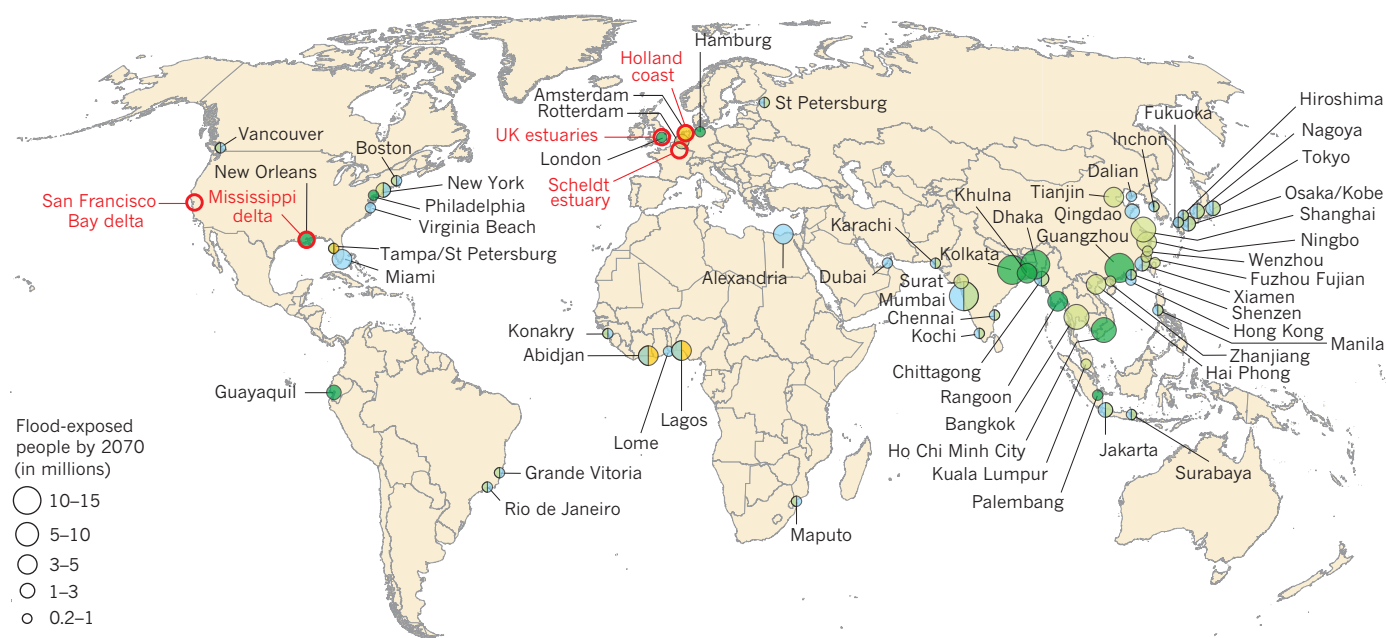 Hamburg
Holland
coast
Amsterdam
Rotterdam
St Petersburg
UK estuaries
London
Scheldt
estuary
Vancouver
Boston
New Orleans
New York
Philadelphia
Virginia Beach
San Francisco
Bay delta
Mississippi
delta
Tampa/St Petersburg
Miami
Alexandria
Dubai
Karachi
Konakry
Abidjan
Lome
Lagos
Guayaquil
Grande Vitoria
Rio de Janeiro
Maputo
Hiroshima
Fukuoka
Nagoya
Inchon
Tokyo
Dalian
Tianjin
Osaka/Kobe
Khulna
Qingdao
Shanghai
Dhaka
Guangzhou
Ningbo
Kolkata
Wenzhou
Surat
Fuzhou Fujian
Mumbai
Xiamen
Chennai
Shenzen
Kochi
Hong Kong
Manila
Zhanjiang
Hai Phong
Chittagong
Rangoon
Bangkok
Ho Chi Minh City
Kuala Lumpur
Palembang
Jakarta
Surabaya
Flood-exposed
people by 2070
(in millions)
10–15
5–10
3–5
1–3
0.2–1